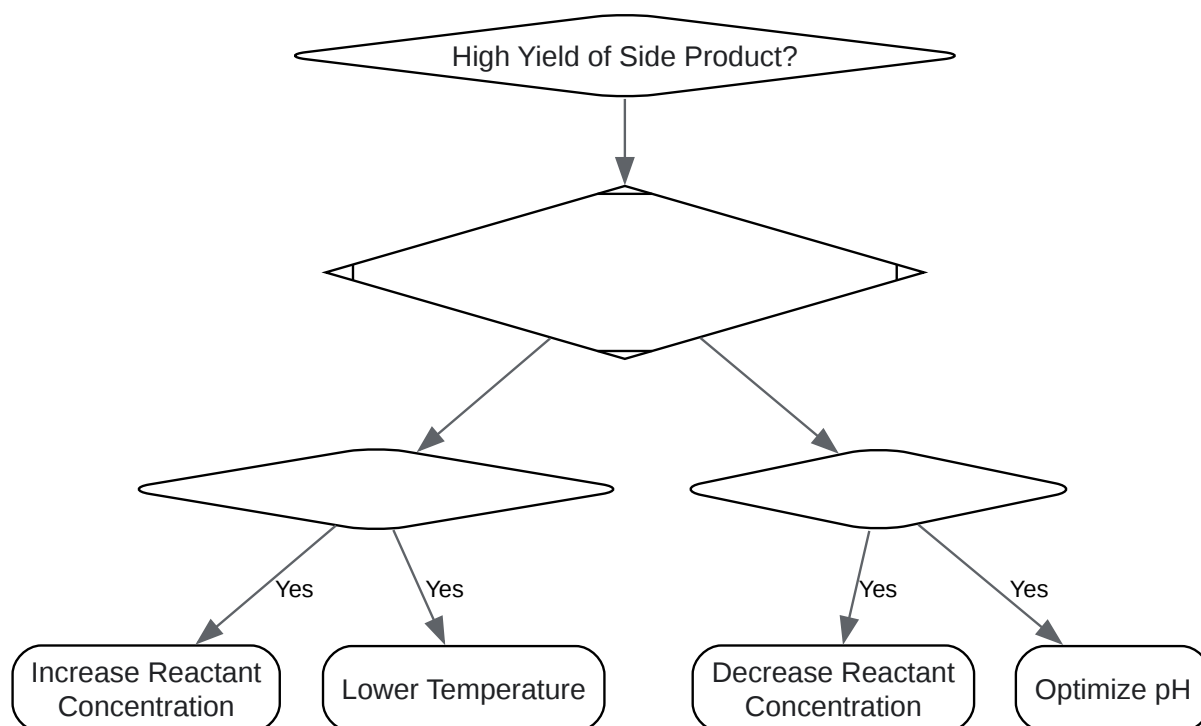 High Yield of Side Product?
Yes
Yes
Yes
Yes
Increase Reactant
Concentration
Lower Temperature
Decrease Reactant
Concentration
Optimize pH